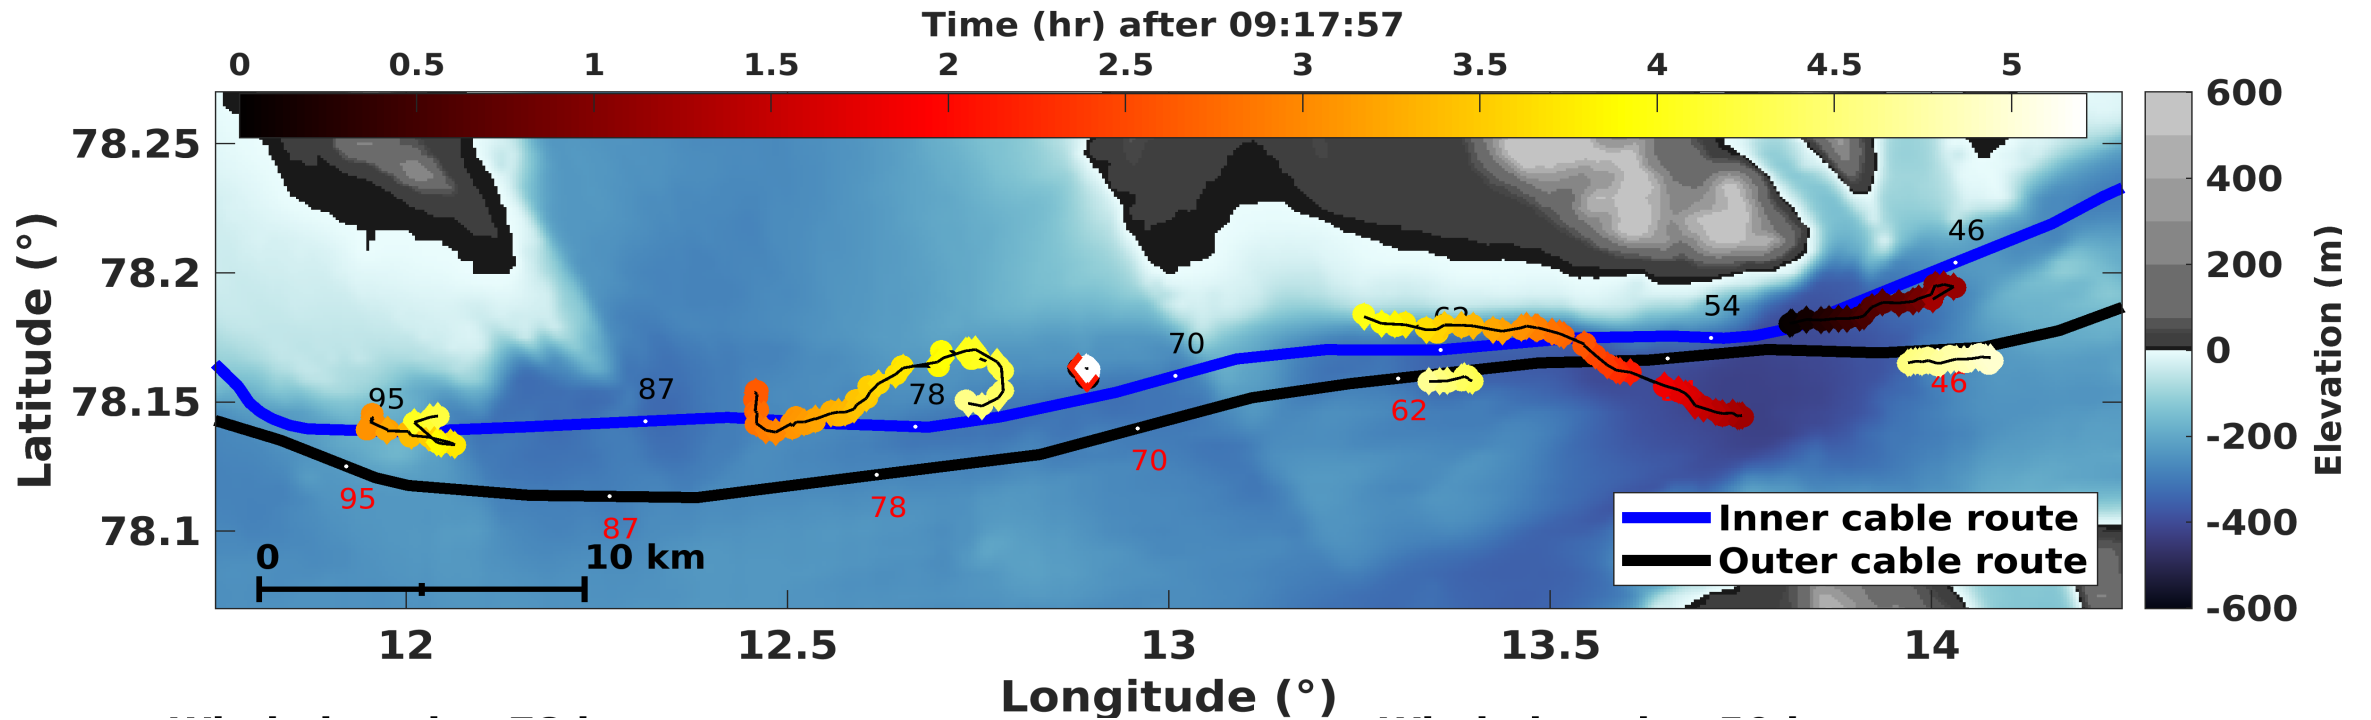 Time (hr) after 09:17:57
0 0.5 1 1.5 2 2.5 3 3.5 4 4.5 5
Latitude (°)
78.25
78.2
78.15
78.1
95
87
78
70
62
54
46
95
87
78
70
62
46
0 10 km
Inner cable route
Outer cable route
12 12.5 13 13.5 14
Longitude (°)
600
400
200
0
-200
-400
-600
Elevation (m)